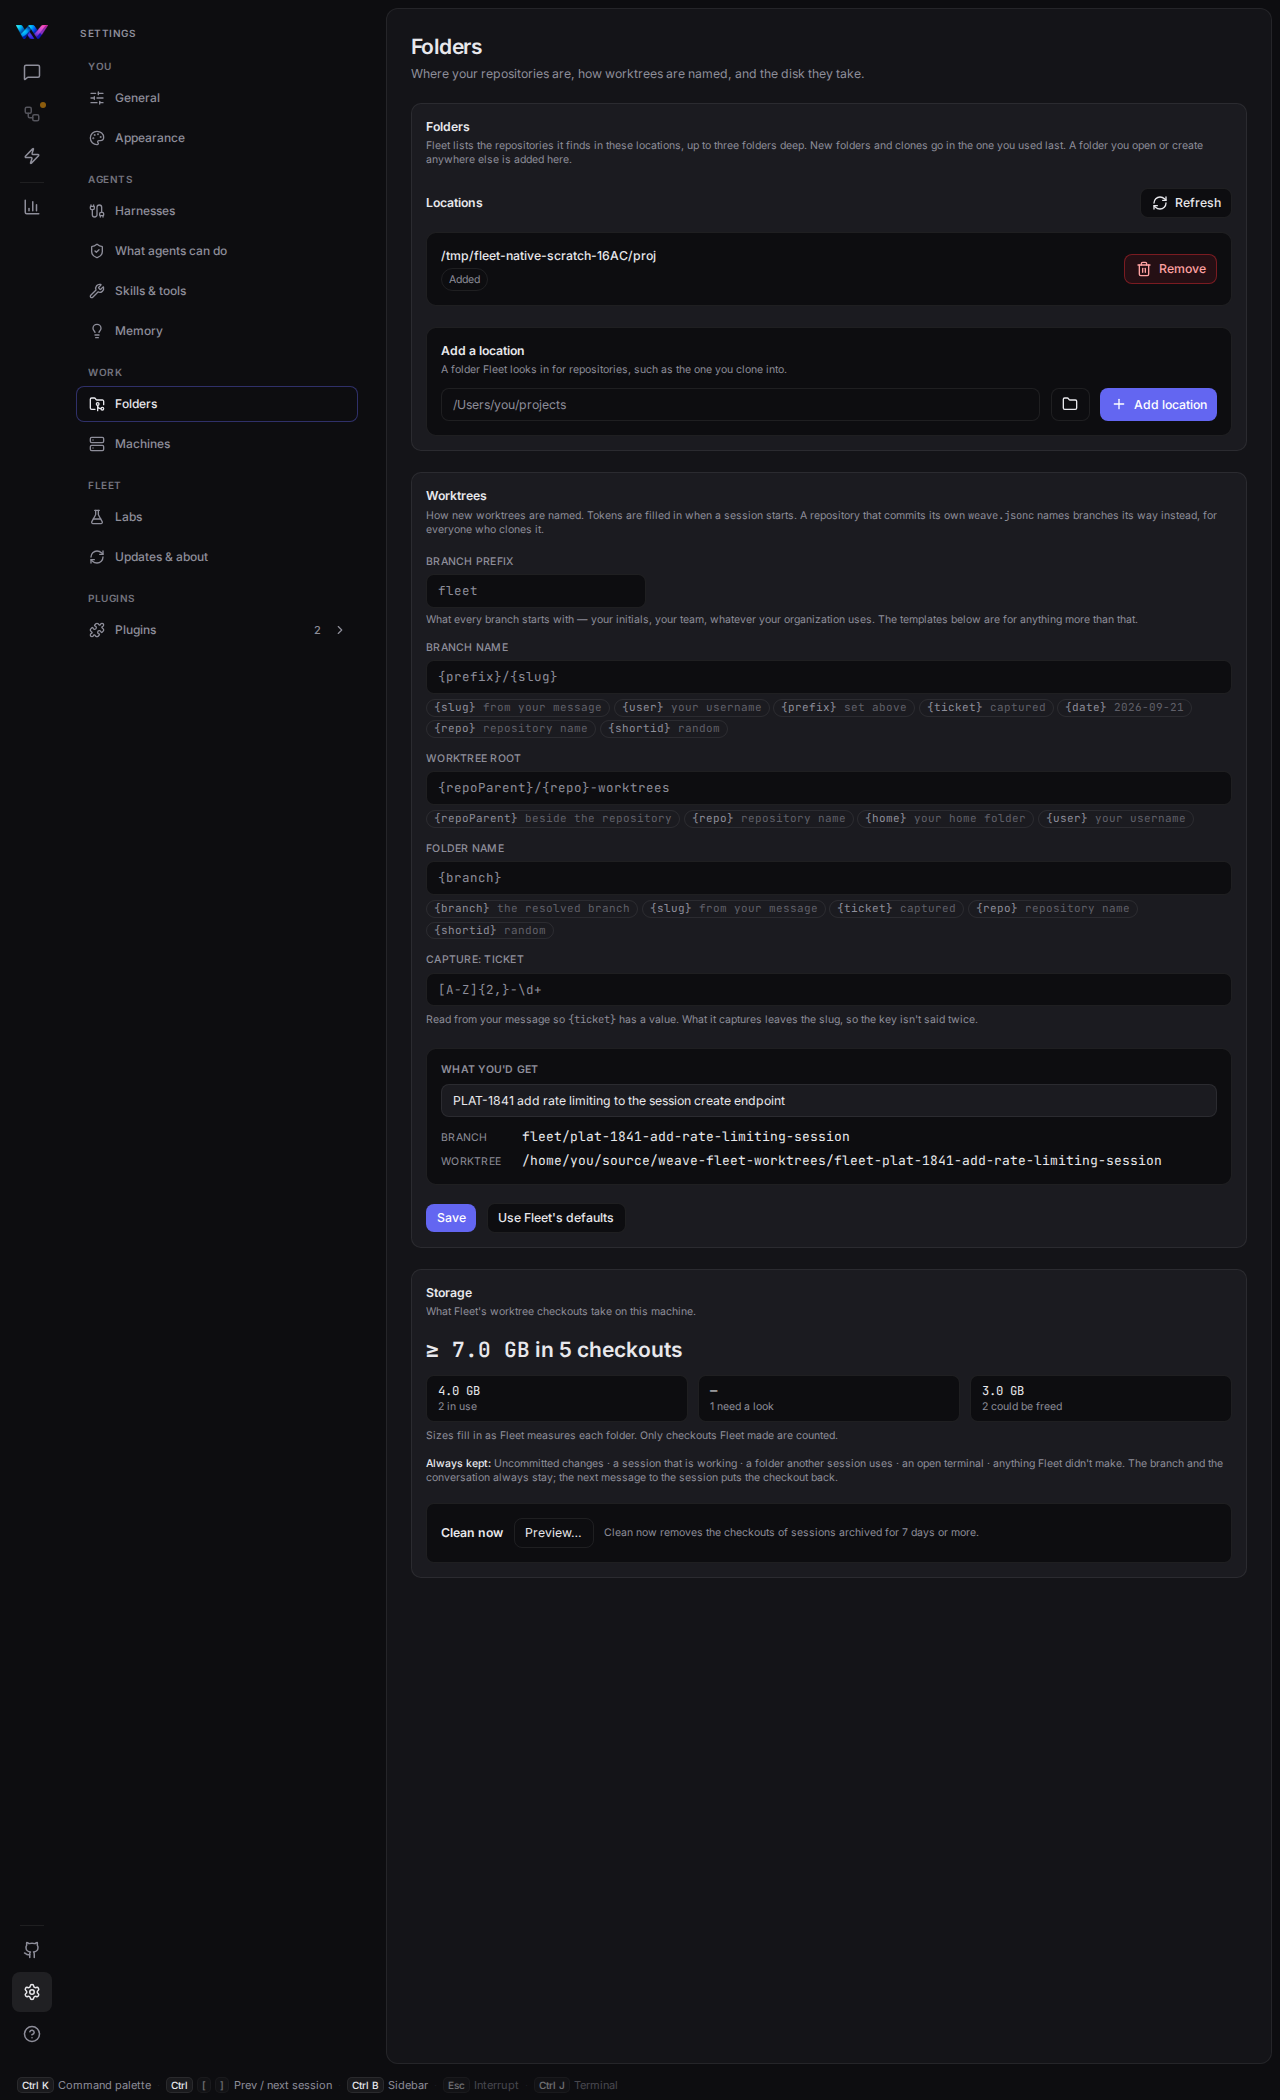 SETTINGS
YOU
General
Appearance
AGENTS
Harnesses
What agents can do
Skills & tools
Memory
WORK
Folders
Machines
FLEET
Labs
Updates & about
PLUGINS
Plugins 2
Folders
Where your repositories are, how worktrees are named, and the disk they take.
Folders
Fleet lists the repositories it finds in these locations, up to three folders deep. New folders and clones go in the one you used last. A folder you open or create
anywhere else is added here.
Locations
Refresh
/tmp/fleet-native-scratch-16AC/proj
Added
Remove
Add a location
A folder Fleet looks in for repositories, such as the one you clone into.
/Users/you/projects
Add location
Worktrees
How new worktrees are named. Tokens are filled in when a session starts. A repository that commits its own weave.jsonc names branches its way instead, for
everyone who clones it.
BRANCH PREFIX
fleet
What every branch starts with — your initials, your team, whatever your organization uses. The templates below are for anything more than that.
BRANCH NAME
{prefix}/{slug}
{slug} from your message {user} your username {prefix} set above {ticket} captured {date} 2026-09-21
{repo} repository name {shortid} random
WORKTREE ROOT
{repoParent}/{repo}-worktrees
{repoParent} beside the repository {repo} repository name {home} your home folder {user} your username
FOLDER NAME
{branch}
{branch} the resolved branch {slug} from your message {ticket} captured {repo} repository name
{shortid} random
CAPTURE: TICKET
[A-Z]{2,}-\d+
Read from your message so {ticket} has a value. What it captures leaves the slug, so the key isn't said twice.
WHAT YOU'D GET
PLAT-1841 add rate limiting to the session create endpoint
BRANCH fleet/plat-1841-add-rate-limiting-session
WORKTREE /home/you/source/weave-fleet-worktrees/fleet-plat-1841-add-rate-limiting-session
Save
Use Fleet's defaults
Storage
What Fleet's worktree checkouts take on this machine.
≥ 7.0 GB in 5 checkouts
4.0 GB
2 in use
—
1 need a look
3.0 GB
2 could be freed
Sizes fill in as Fleet measures each folder. Only checkouts Fleet made are counted.
Always kept: Uncommitted changes · a session that is working · a folder another session uses · an open terminal · anything Fleet didn't make. The branch and the
conversation always stay; the next message to the session puts the checkout back.
Clean now Preview... Clean now removes the checkouts of sessions archived for 7 days or more.
Ctrl K Command palette Ctrl [ ] Prev / next session Ctrl B Sidebar Esc Interrupt Ctrl J Terminal